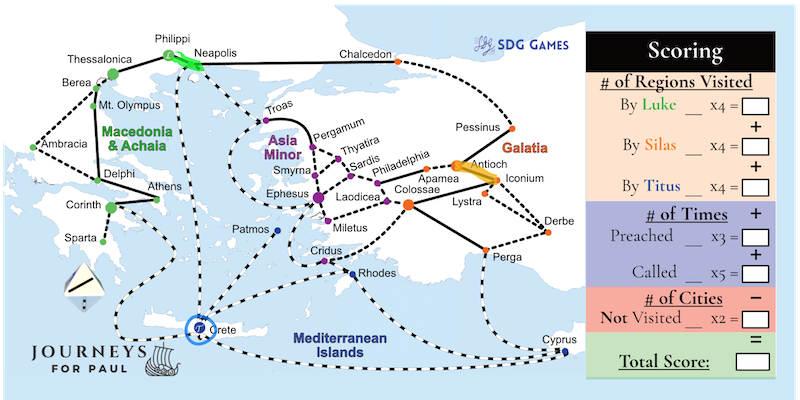 Philippi
Neapolis
Thessalonica
Chalcedon
SDG GAMES
Berea
Mt. Olympus
Macedonia
& Achaia
Ambracia
Delphi
Athens
Corinth
Sparta
Troas
Pergamum
Asia
Minor
Thyatira
Sardis
Smyrna
Philadelphia
Ephesus
Laodicea
Miletus
Pessinus
Galatia
Antioch
Apamea
Iconium
Colossae
Lystra
Derbe
Perga
Patmos
Cridus
Rhodes
Crete
Mediterranean
Islands
Cyprus
JOURNEYS
FOR PAUL
Scoring
# of Regions Visited
By Luke __ x4 =
+
By Silas __ x4 =
+
By Titus __ x4 =
# of Times +
Preached __ x3 =
+
Called __ x5 =
# of Cities –
Not Visited __ x2 =
=
Total Score: